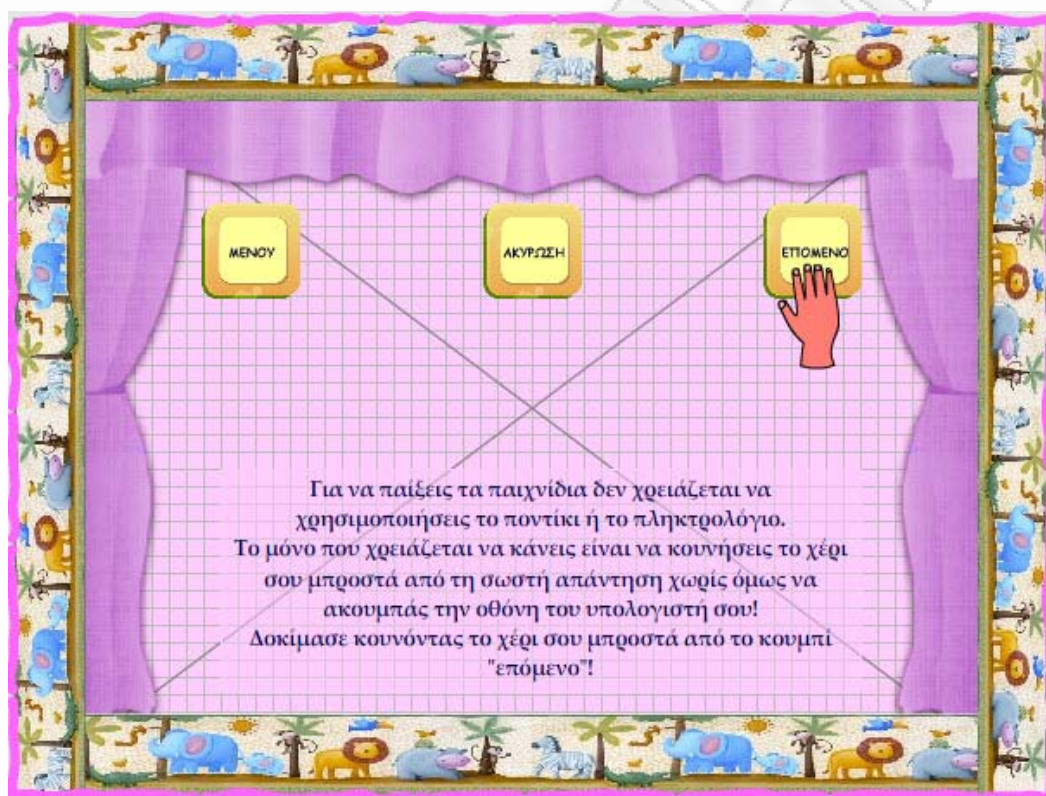 ΜΕΝΟΥ
ΑΚΥΡΩΣΗ
ΕΠΟΜΕΝΟ
Για να παίξεις τα παιχνίδια δεν χρειάζεται να
χρησιμοποιήσεις το ποντίκι ή το πληκτρολόγιο.
Το μόνο που χρειάζεται να κάνεις είναι να κουνήσεις το χέρι
σου μπροστά από τη σωστή απάντηση χωρίς όμως να
ακουμπάς την οθόνη του υπολογιστή σου!
Δοκίμασε κουνόντας το χέρι σου μπροστά από το κουμπί
"επόμενο"!